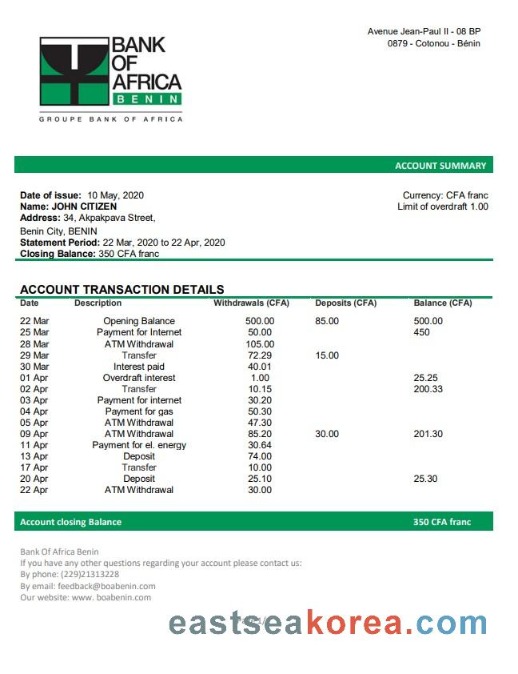 BANK
OF
AFRICA
BENIN
GROUPE BANK OF AFRICA
Avenue Jean-Paul II - 08 BP
0879 - Cotonou - Bénin
ACCOUNT SUMMARY
Date of issue: 10 May, 2020
Name: JOHN CITIZEN
Address: 34, Akpakpava Street,
Benin City, BENIN
Statement Period: 22 Mar, 2020 to 22 Apr, 2020
Closing Balance: 350 CFA franc
Currency: CFA franc
Limit of overdraft 1.00
ACCOUNT TRANSACTION DETAILS
Date Description Withdrawals (CFA) Deposits (CFA) Balance (CFA)
22 Mar Opening Balance 500.00 85.00 500.00
25 Mar Payment for Internet 50.00 450
28 Mar ATM Withdrawal 105.00
29 Mar Transfer 72.29 15.00
30 Mar Interest paid 40.01
01 Apr Overdraft interest 1.00 25.25
02 Apr Transfer 10.15 200.33
03 Apr Payment for internet 30.20
04 Apr Payment for gas 50.30
05 Apr ATM Withdrawal 47.30
09 Apr ATM Withdrawal 85.20 30.00 201.30
11 Apr Payment for el. energy 30.64
13 Apr Deposit 74.00
17 Apr Transfer 10.00
20 Apr Deposit 25.10 25.30
22 Apr ATM Withdrawal 30.00
Account closing Balance 350 CFA franc
Bank Of Africa Benin
If you have any other questions regarding your account please contact us:
By phone: (229)21313228
By email: feedback@boabenin.com
Our website: www. boabenin.com
eastseakorea.com